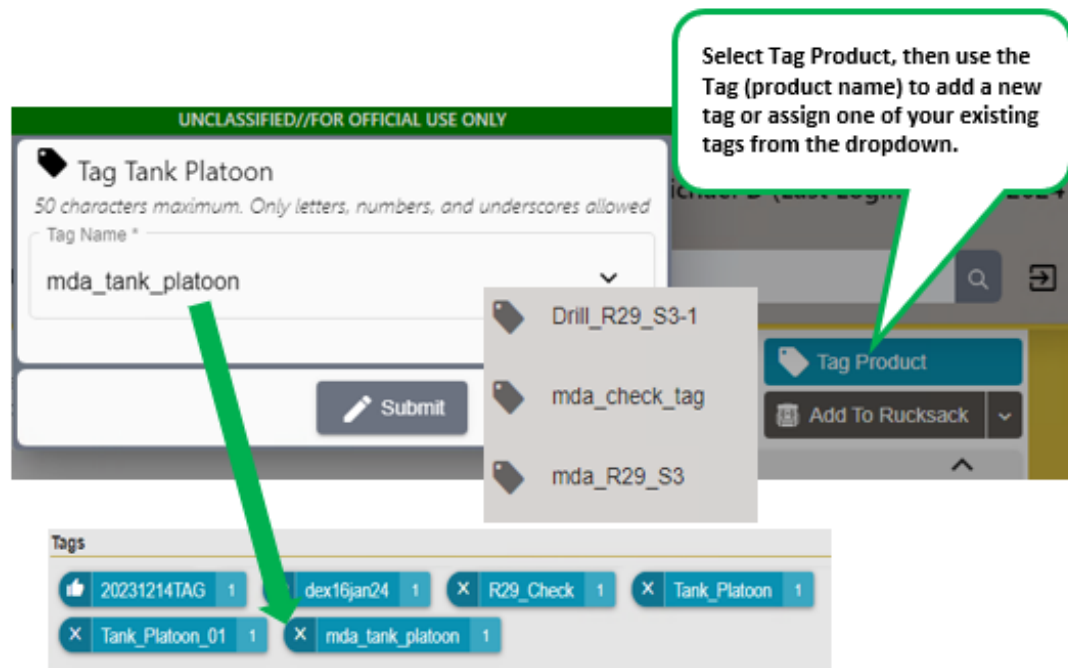 Select Tag Product, then use the
Tag (product name) to add a new
tag or assign one of your existing
tags from the dropdown.
UNCLASSIFIED//FOR OFFICIAL USE ONLY
Tag Tank Platoon
50 characters maximum. Only letters, numbers, and underscores allowed
Tag Name *
mda_tank_platoon
Drill_R29_S3-1
mda_check_tag
mda_R29_S3
Submit
Tag Product
Add To Rucksack
Tags
20231214TAG 1 dex16jan24 1 R29_Check 1 Tank_Platoon 1
Tank_Platoon_01 1 mda_tank_platoon 1